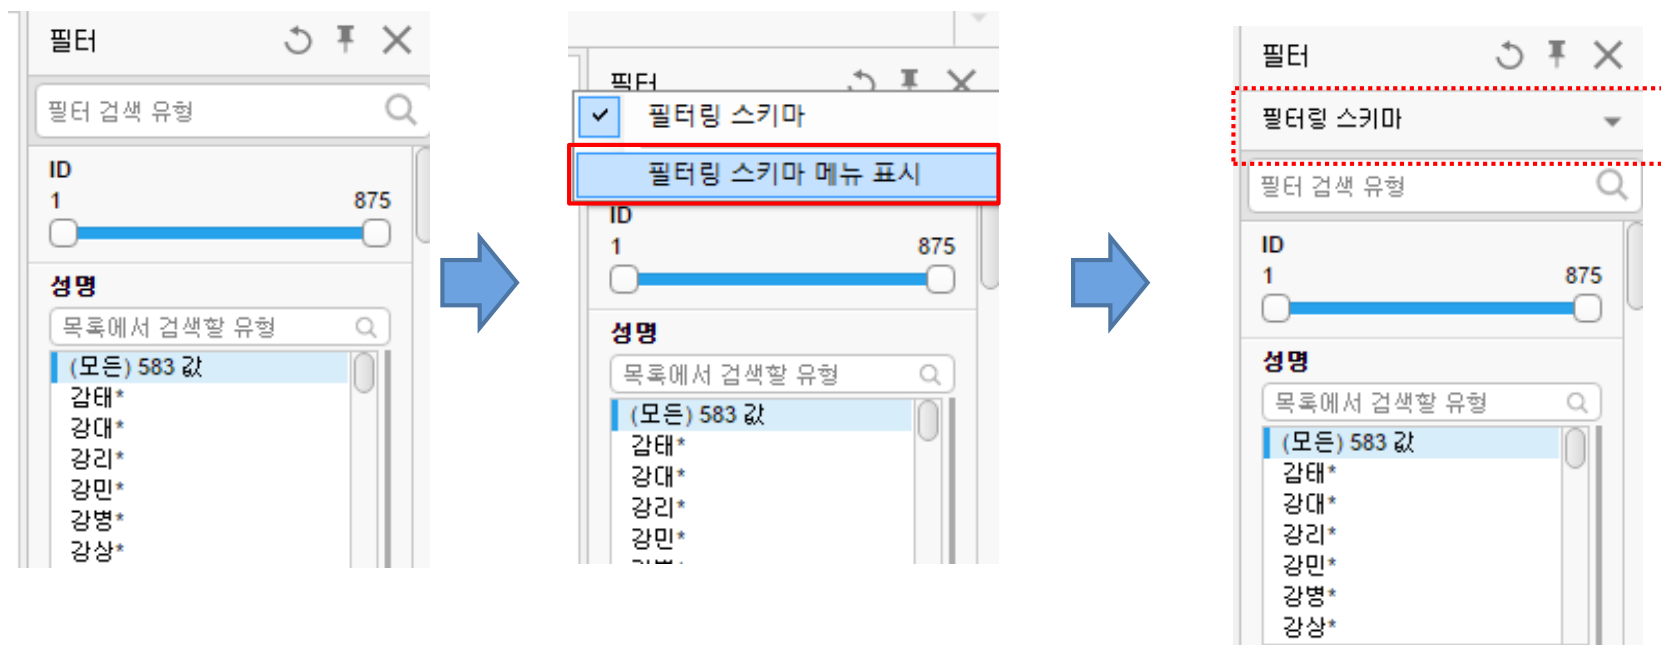 필터
필터 검색 유형
ID
1 875
성명
목록에서 검색할 유형
(모든) 583 값
감태*
강대*
강리*
강민*
강병*
강상*
필터
필터링 스키마
필터링 스키마 메뉴 표시
ID
1 875
성명
목록에서 검색할 유형
(모든) 583 값
감태*
강대*
강리*
강민*
필터
필터링 스키마
필터 검색 유형
ID
1 875
성명
목록에서 검색할 유형
(모든) 583 값
감태*
강대*
강리*
강민*
강병*
강상*